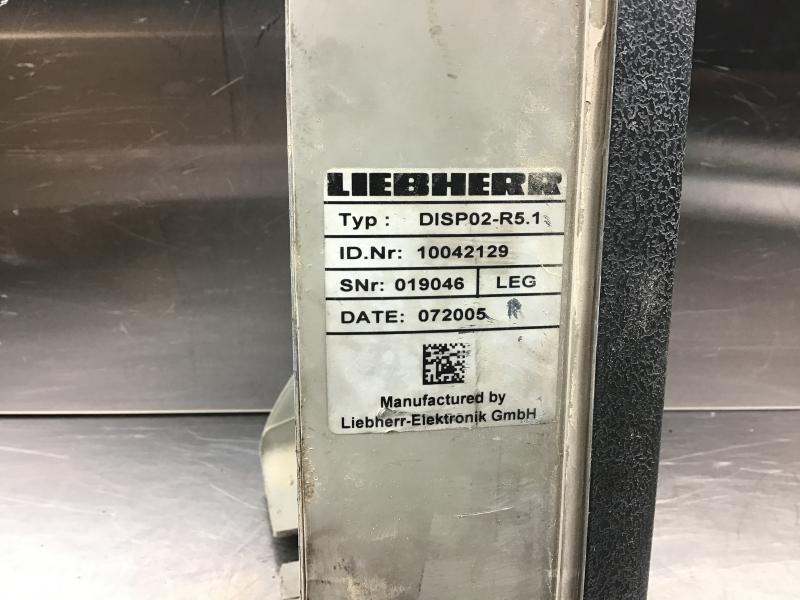 LIEBHERR
Typ : DISP02-R5.1
ID.Nr: 10042129
SNr: 019046 LEG
DATE: 072005 R
Manufactured by
Liebherr-Elektronik GmbH